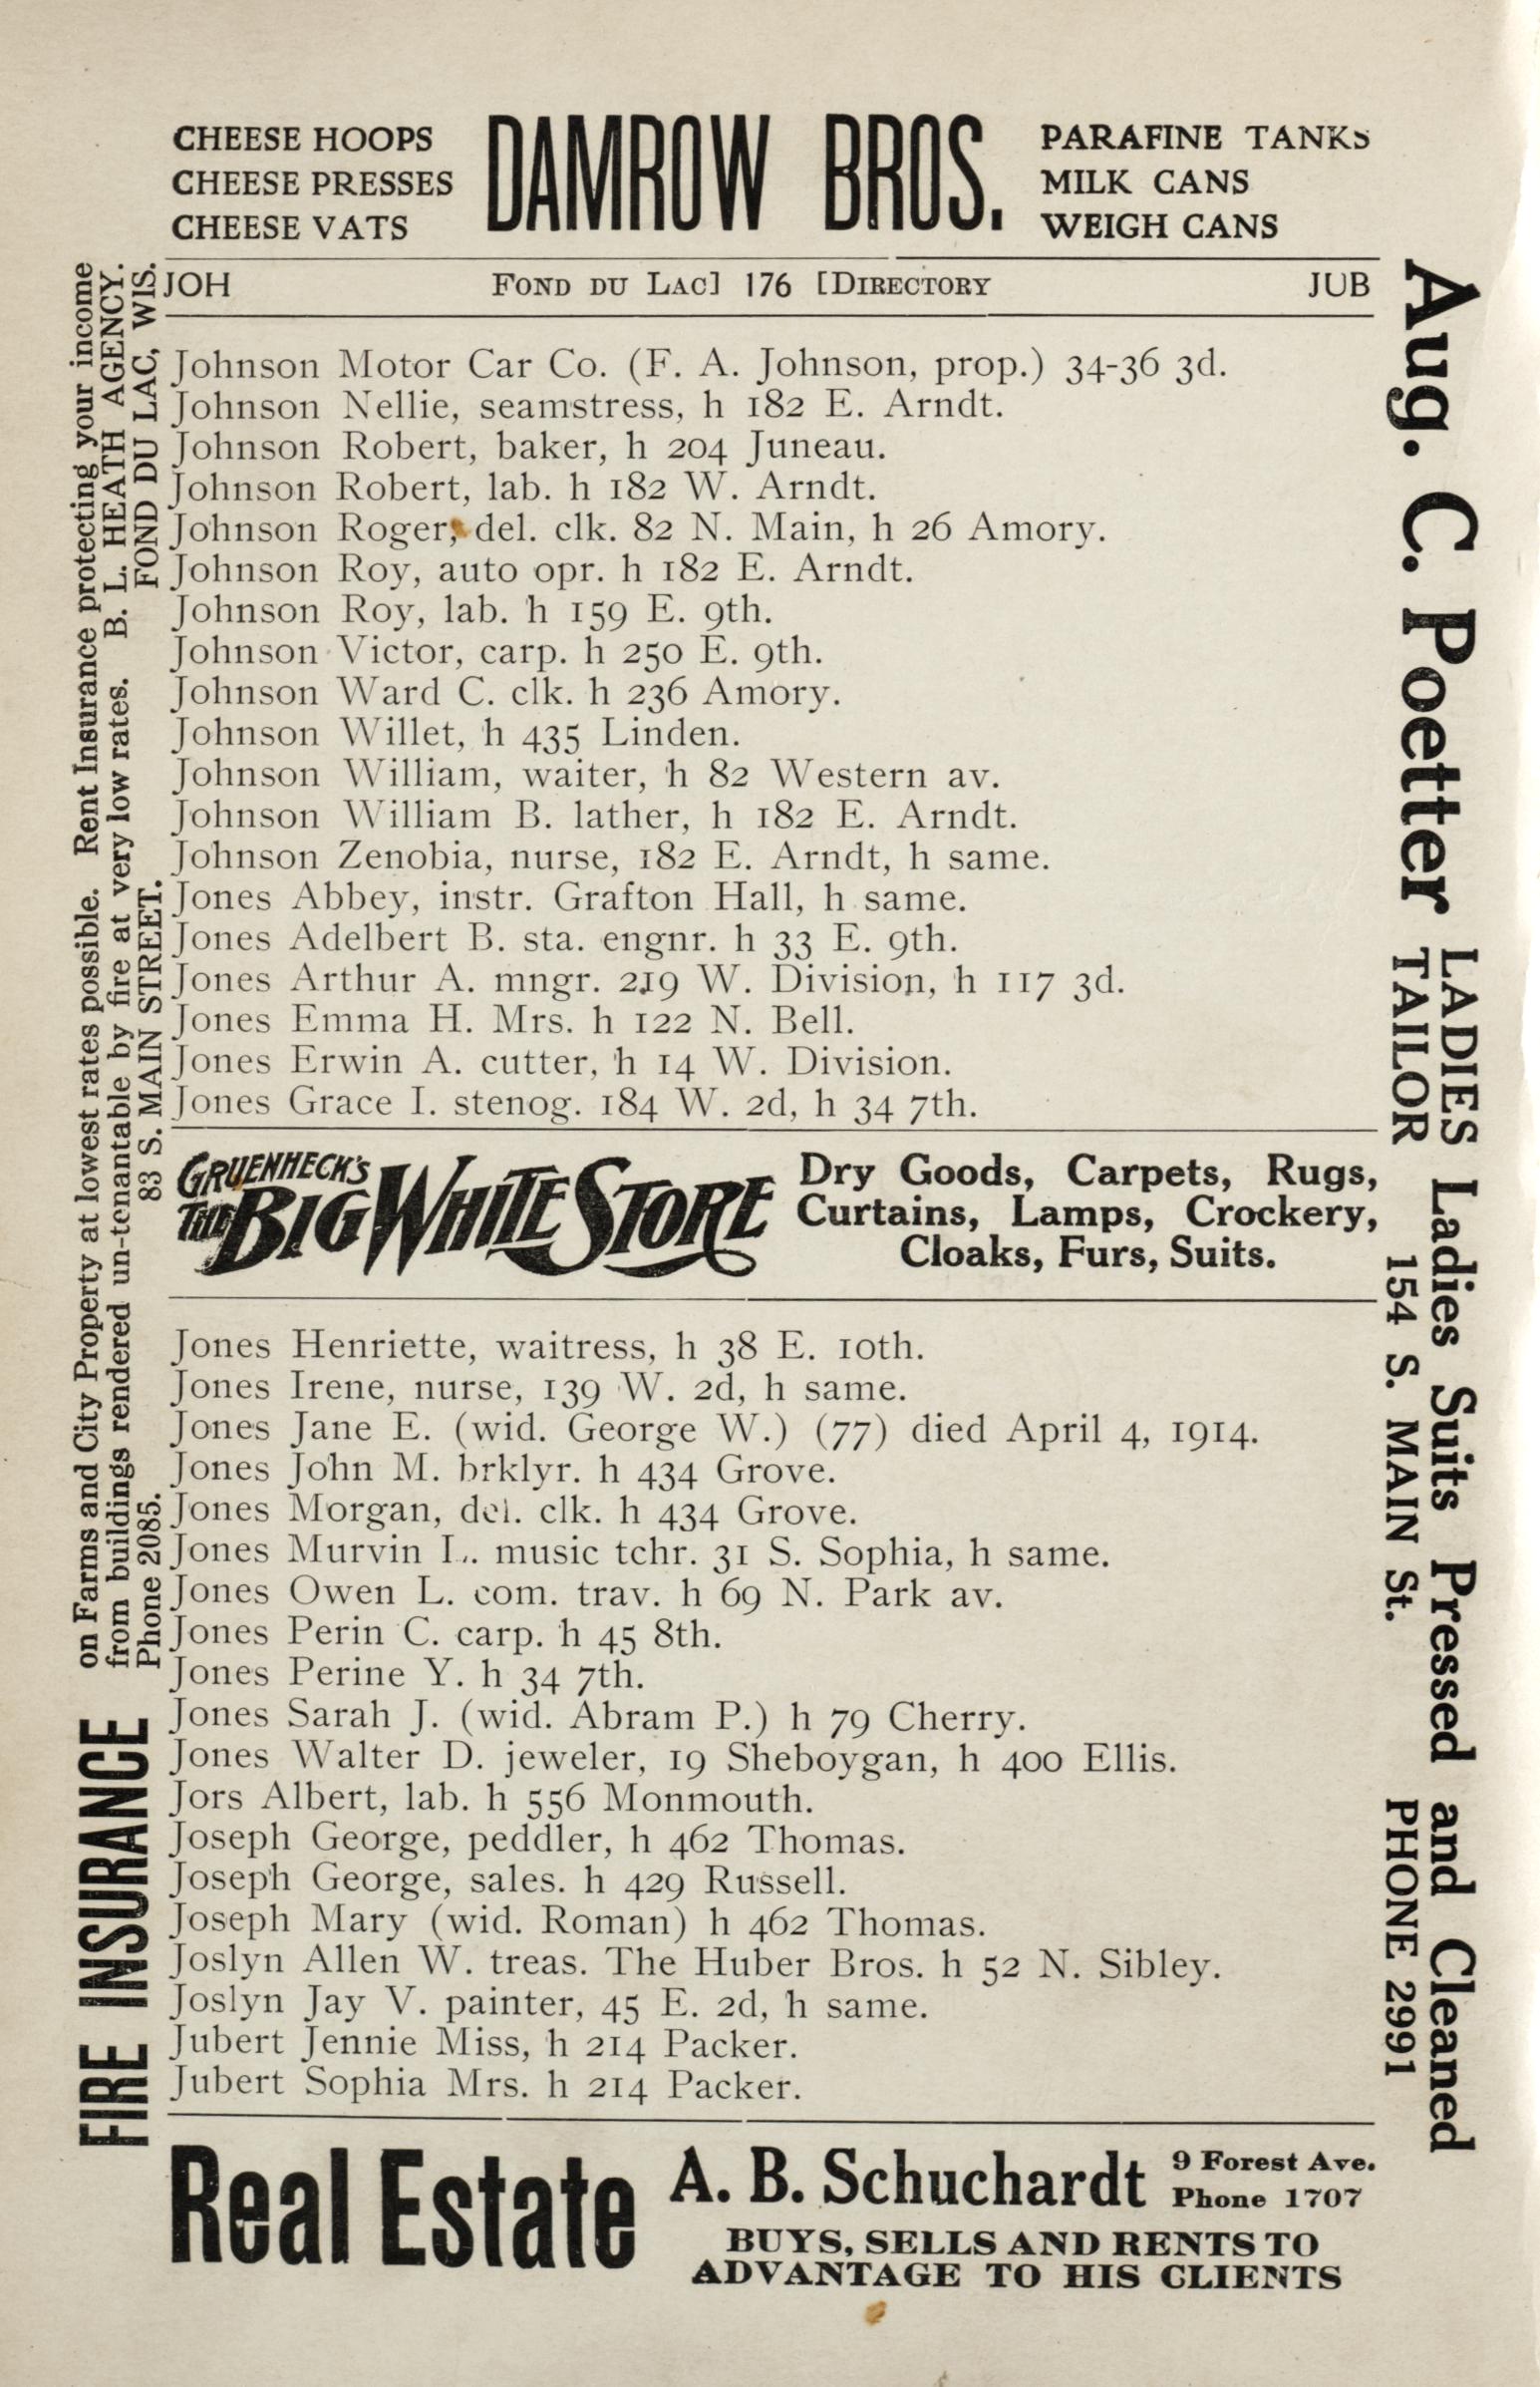 CHEESE HOOPS
CHEESE PRESSES
CHEESE VATS
DAMROW BROS.
PARAFINE TANKS
MILK CANS
WEIGH CANS
JOH FOND DU LAC] 176 [DIRECTORY JUB
Johnson Motor Car Co. (F. A. Johnson, prop.) 34-36 3d.
Johnson Nellie, seamstress, h 182 E. Arndt.
Johnson Robert, baker, h 204 Juneau.
Johnson Robert, lab. h 182 W. Arndt.
Johnson Roger, del. clk. 82 N. Main, h 26 Amory.
Johnson Roy, auto opr. h 182 E. Arndt.
Johnson Roy, lab. h 159 E. 9th.
Johnson Victor, carp. h 250 E. 9th.
Johnson Ward C. clk. h 236 Amory.
Johnson Willet, h 435 Linden.
Johnson William, waiter, h 82 Western av.
Johnson William B. lather, h 182 E. Arndt.
Johnson Zenobia, nurse, 182 E. Arndt, h same.
Jones Abbey, instr. Grafton Hall, h same.
Jones Adelbert B. sta. engnr. h 33 E. 9th.
Jones Arthur A. mngr. 219 W. Division, h 117 3d.
Jones Emma H. Mrs. h 122 N. Bell.
Jones Erwin A. cutter, h 14 W. Division.
Jones Grace I. stenog. 184 W. 2d, h 34 7th.
GRUENHECK'S
THE BIG WHITE STORE
Dry Goods, Carpets, Rugs,
Curtains, Lamps, Crockery,
Cloaks, Furs, Suits.
Jones Henriette, waitress, h 38 E. 10th.
Jones Irene, nurse, 139 W. 2d, h same.
Jones Jane E. (wid. George W.) (77) died April 4, 1914.
Jones John M. brklyr. h 434 Grove.
Jones Morgan, del. clk. h 434 Grove.
Jones Murvin L. music tchr. 31 S. Sophia, h same.
Jones Owen L. com. trav. h 69 N. Park av.
Jones Perin C. carp. h 45 8th.
Jones Perine Y. h 34 7th.
Jones Sarah J. (wid. Abram P.) h 79 Cherry.
Jones Walter D. jeweler, 19 Sheboygan, h 400 Ellis.
Jors Albert, lab. h 556 Monmouth.
Joseph George, peddler, h 462 Thomas.
Joseph George, sales. h 429 Russell.
Joseph Mary (wid. Roman) h 462 Thomas.
Joslyn Allen W. treas. The Huber Bros. h 52 N. Sibley.
Joslyn Jay V. painter, 45 E. 2d, h same.
Jubert Jennie Miss, h 214 Packer.
Jubert Sophia Mrs. h 214 Packer.
Real Estate
A. B. Schuchardt
9 Forest Ave.
Phone 1707
BUYS, SELLS AND RENTS TO
ADVANTAGE TO HIS CLIENTS
FIRE INSURANCE
on Farms and City Property at lowest rates possible. Rent Insurance protecting your income
from buildings rendered un-tenantable by fire at very low rates. B. L. HEATH AGENCY.
Phone 2085. 83 S. MAIN STREET. FOND DU LAC, WIS.
Aug. C. Poetter
LADIES
TAILOR
Ladies Suits Pressed and Cleaned
154 S. MAIN St. PHONE 2991